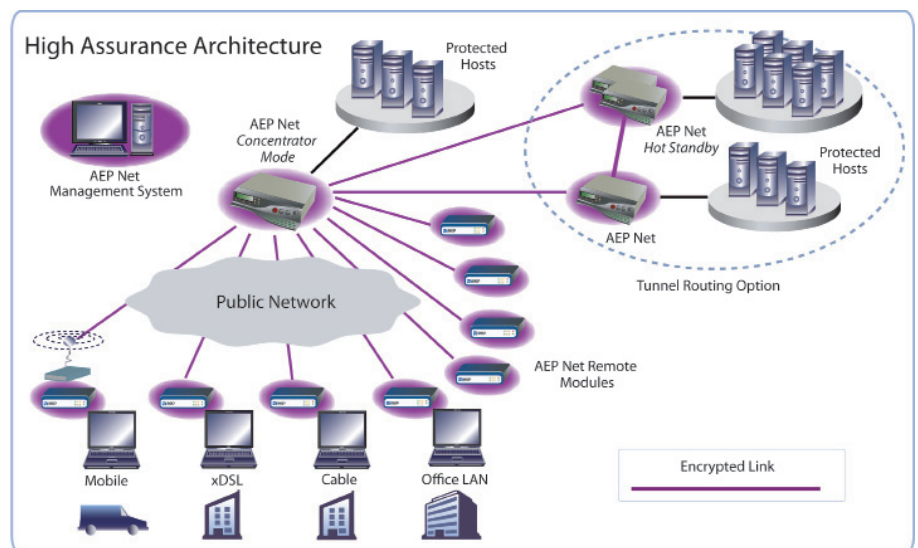 High Assurance Architecture
Protected
Hosts
AEP Net
Concentrator
Mode
AEP Net
Management System
AEP Net
Hot Standby
Protected
Hosts
AEP Net
Tunnel Routing Option
Public Network
AEP Net Remote
Modules
Mobile
xDSL
Cable
Office LAN
Encrypted Link